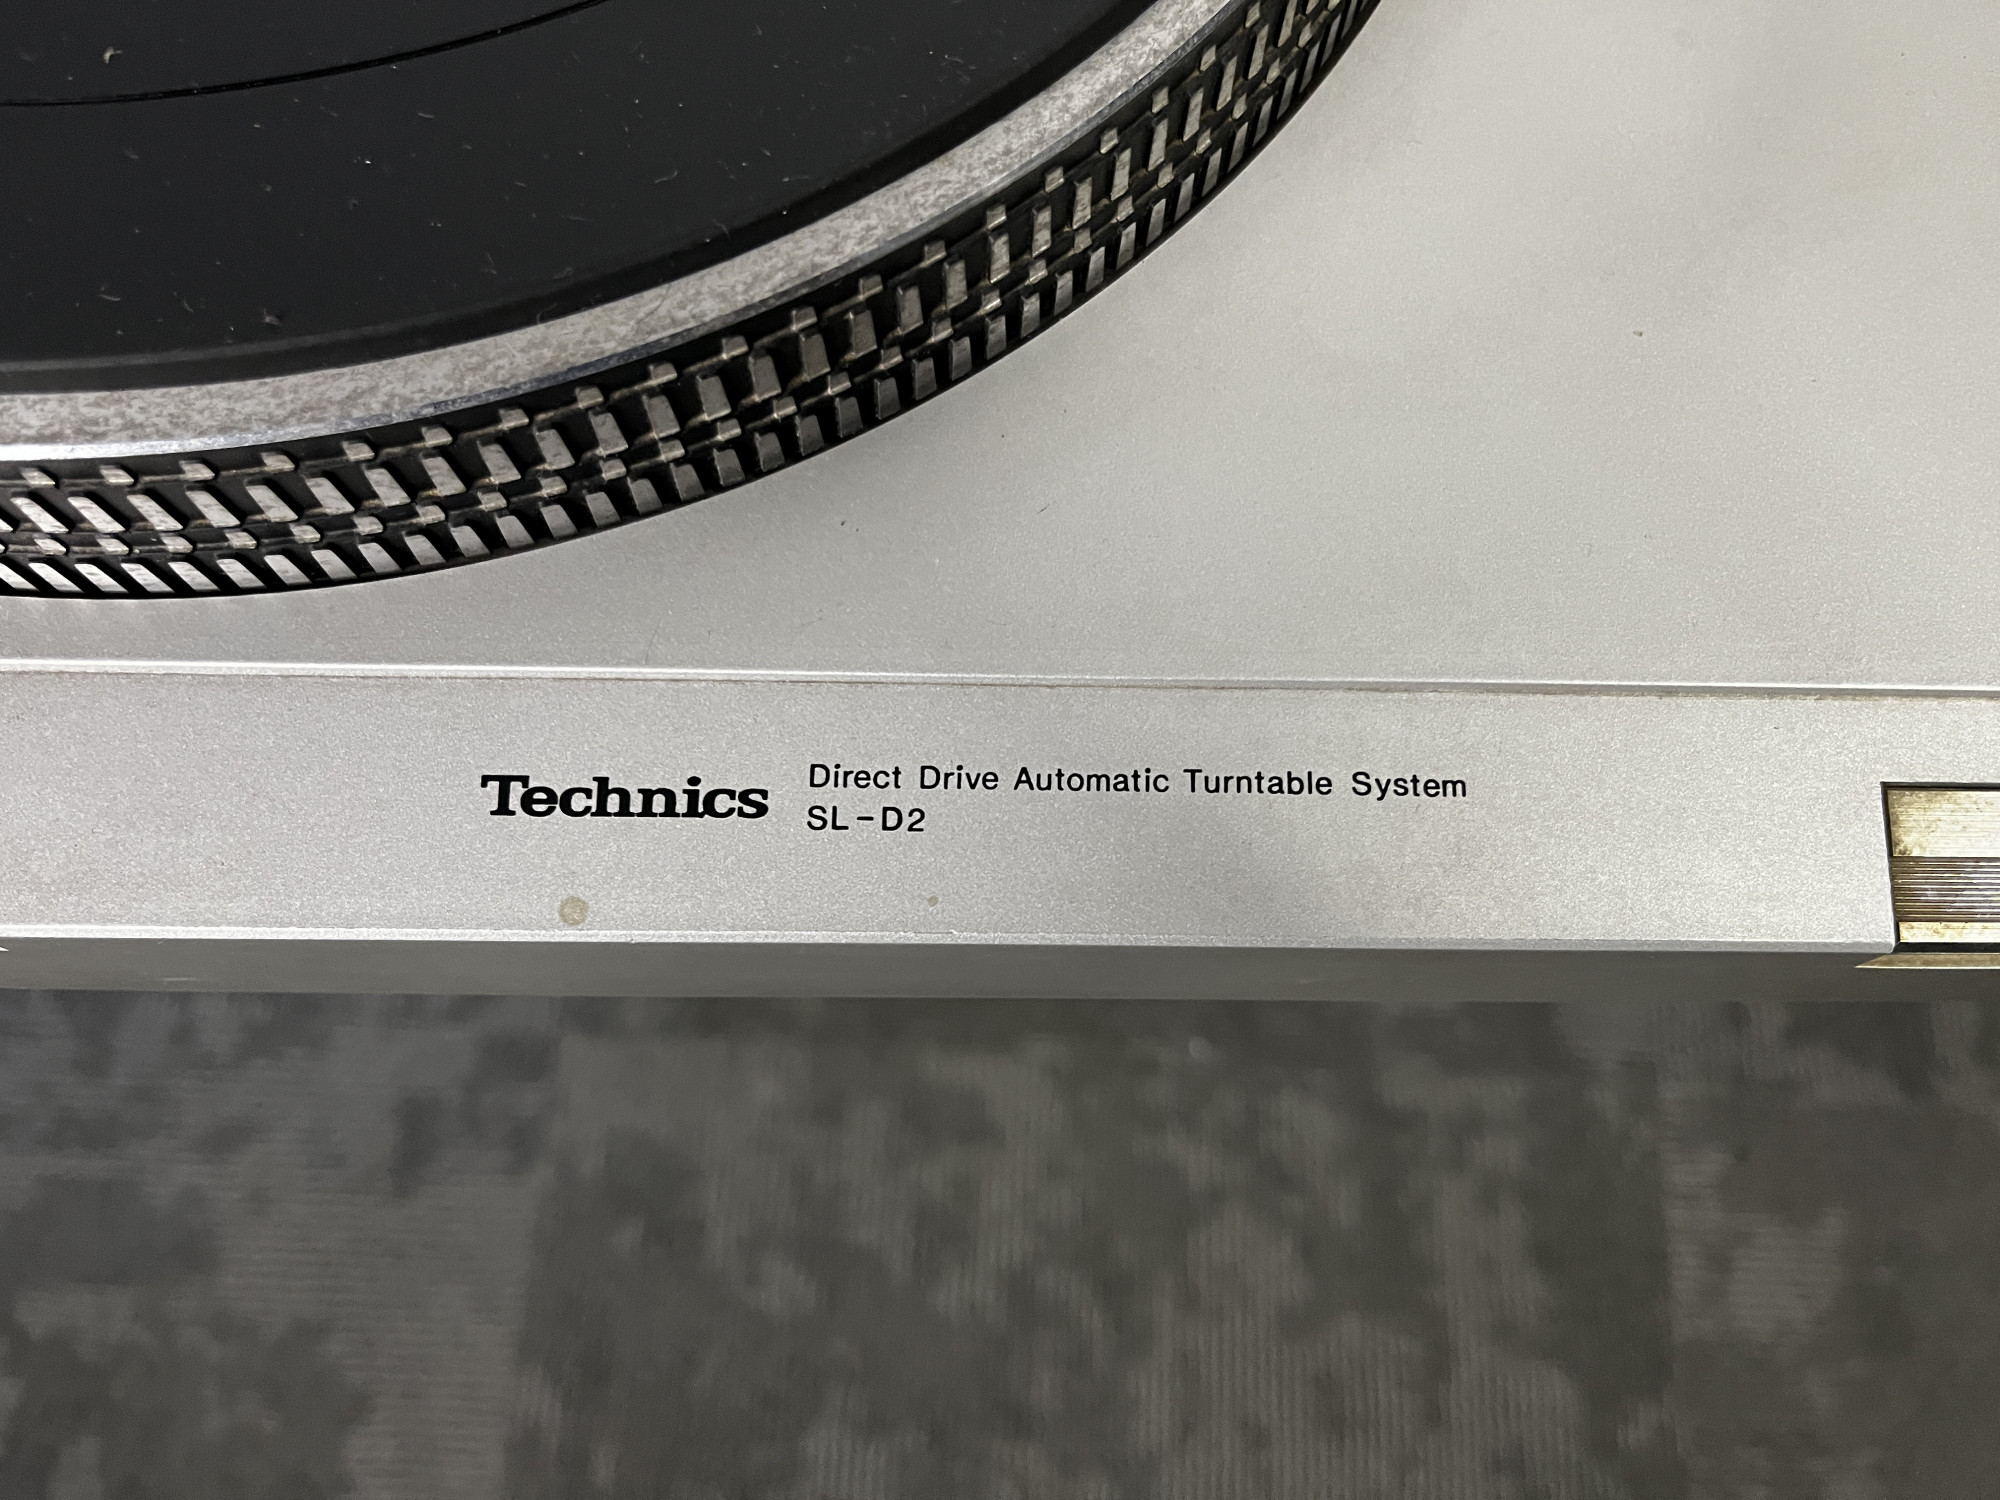 Technics
Direct Drive Automatic Turntable System
SL-D2